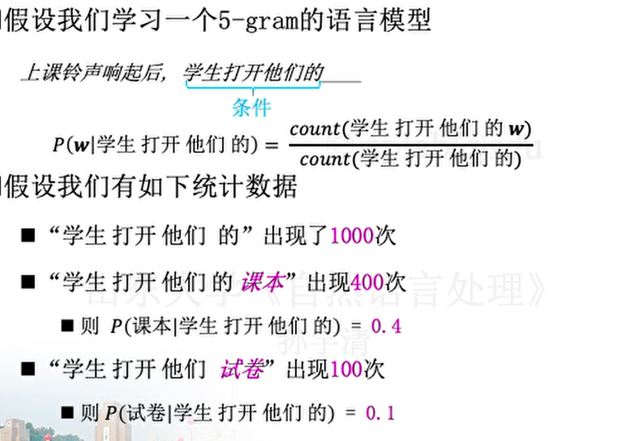 假设我们学习一个5-gram的语言模型
上课铃声响起后, 学生打开他们的____
条件
P(w|学生 打开 他们 的) = count(学生 打开 他们 的 w) / count(学生 打开 他们 的)
假设我们有如下统计数据
■ “学生 打开 他们 的”出现了1000次
■ “学生 打开 他们 的 课本”出现400次
■ 则 P(课本|学生 打开 他们 的) = 0.4
■ “学生 打开 他们 试卷”出现100次
■ 则 P(试卷|学生 打开 他们 的) = 0.1
山东大学《自然语言处理》
孙宇清